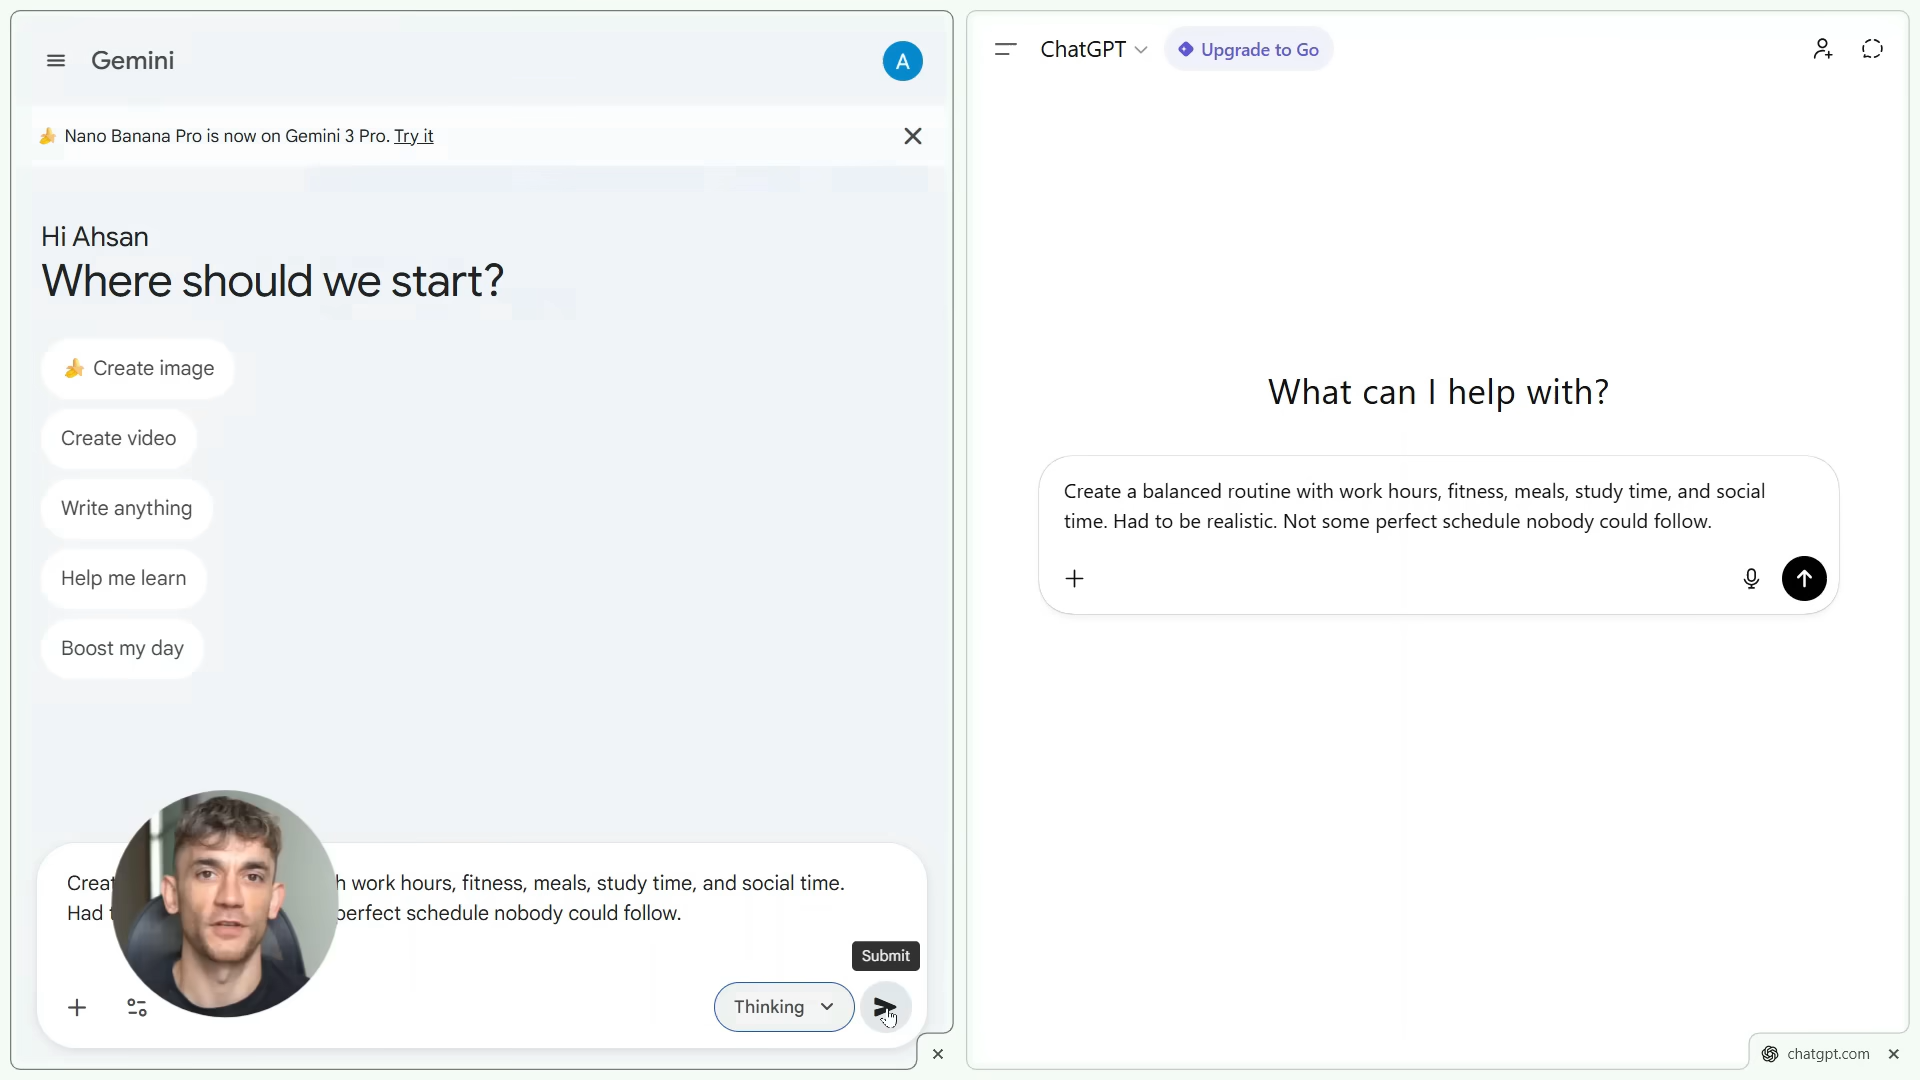 Gemini
A
Nano Banana Pro is now on Gemini 3 Pro. Try it
Hi Ahsan
Where should we start?
Create image
Create video
Write anything
Help me learn
Boost my day
work hours, fitness, meals, study time, and social time.
Had
perfect schedule nobody could follow.
Submit
Thinking
ChatGPT
Upgrade to Go
What can I help with?
Create a balanced routine with work hours, fitness, meals, study time, and social
time. Had to be realistic. Not some perfect schedule nobody could follow.
chatgpt.com